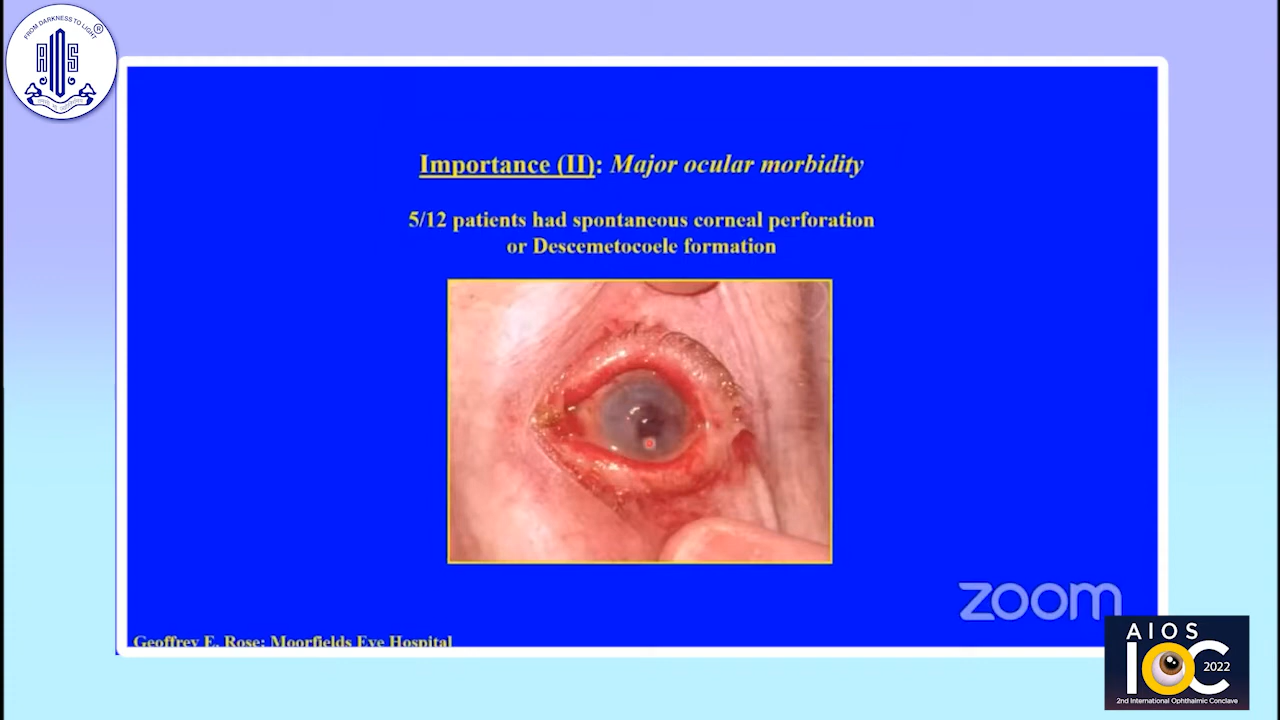 FROM DARKNESS TO LIGHT
®
AIOS
Importance (II): Major ocular morbidity
5/12 patients had spontaneous corneal perforation
or Descemetocoele formation
zoom
Geoffrey E. Rose: Moorfields Eye Hospital
AIOS
IOC
2022
2nd International Ophthalmic Conclave